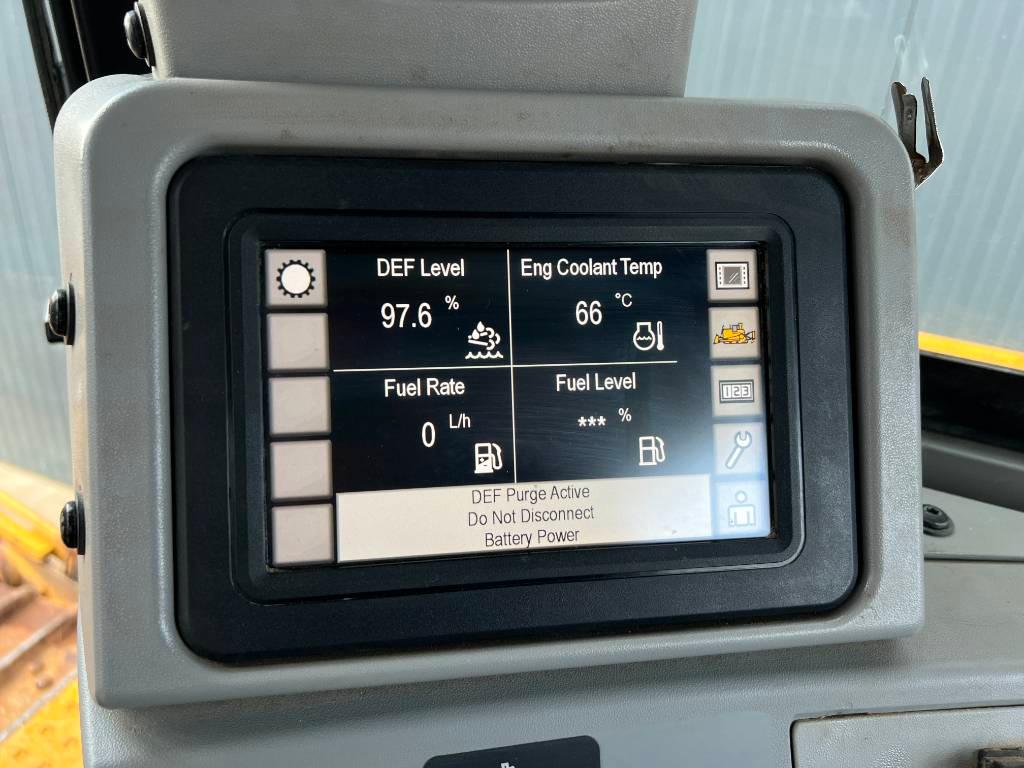 DEF Level
97.6 %
Eng Coolant Temp
66 °C
Fuel Rate
0 L/h
Fuel Level
*** %
123
DEF Purge Active
Do Not Disconnect
Battery Power